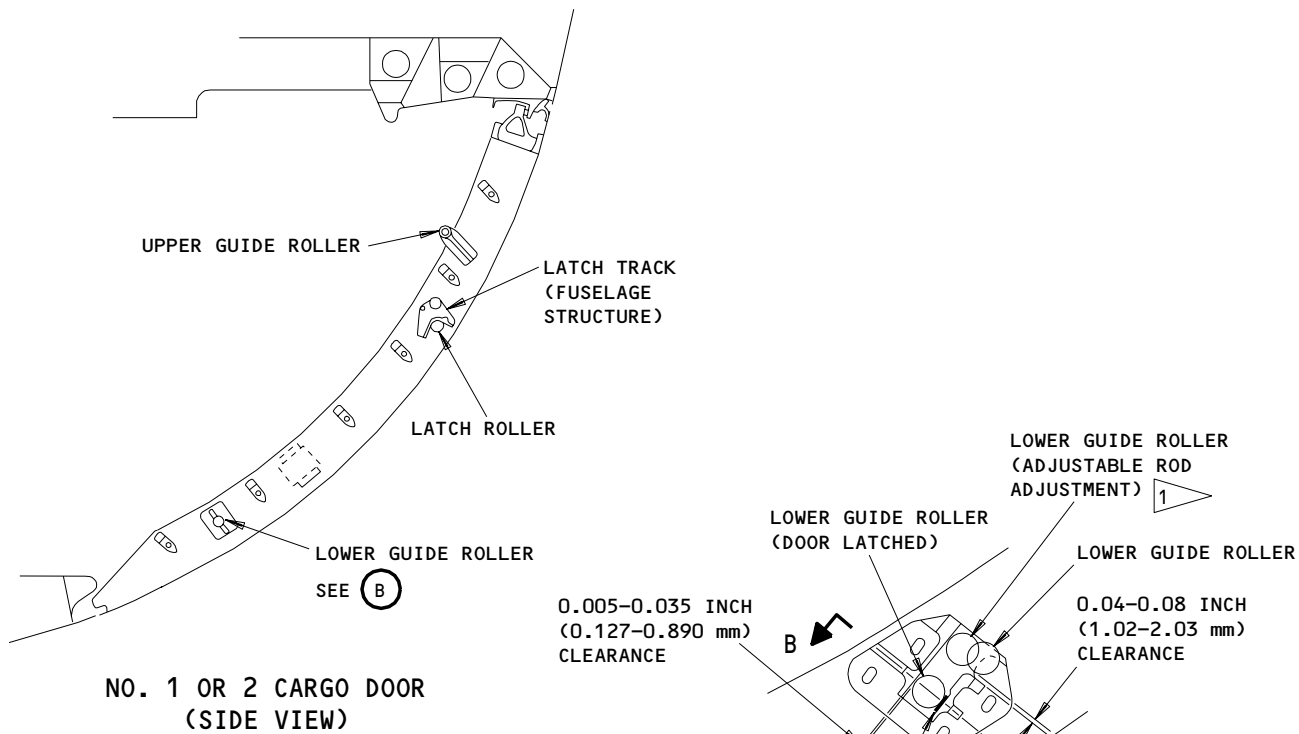 UPPER GUIDE ROLLER
LATCH TRACK
(FUSELAGE
STRUCTURE)
LATCH ROLLER
LOWER GUIDE ROLLER
SEE B
NO. 1 OR 2 CARGO DOOR
(SIDE VIEW)
LOWER GUIDE ROLLER
(ADJUSTABLE ROD
ADJUSTMENT) 1
LOWER GUIDE ROLLER
(DOOR LATCHED)
LOWER GUIDE ROLLER
0.005-0.035 INCH
(0.127-0.890 mm)
CLEARANCE
B
0.04-0.08 INCH
(1.02-2.03 mm)
CLEARANCE